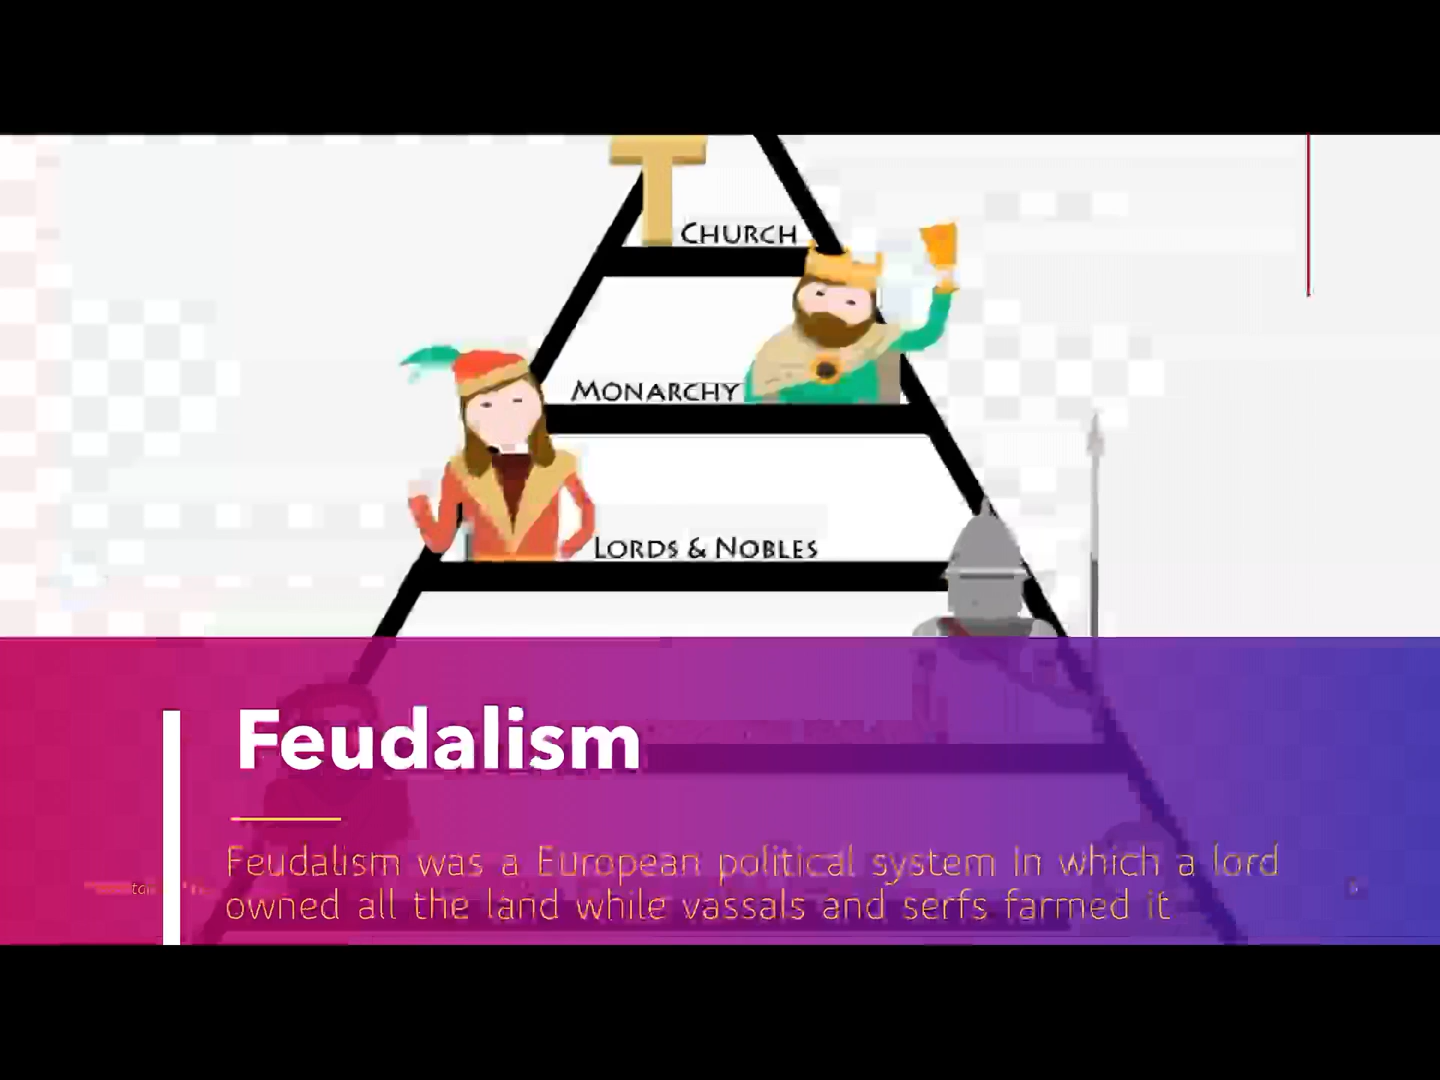 CHURCH
MONARCHY
LORDS & NOBLES
Feudalism
Feudalism was a European political system in which a lord
owned all the land while vassals and serfs farmed it